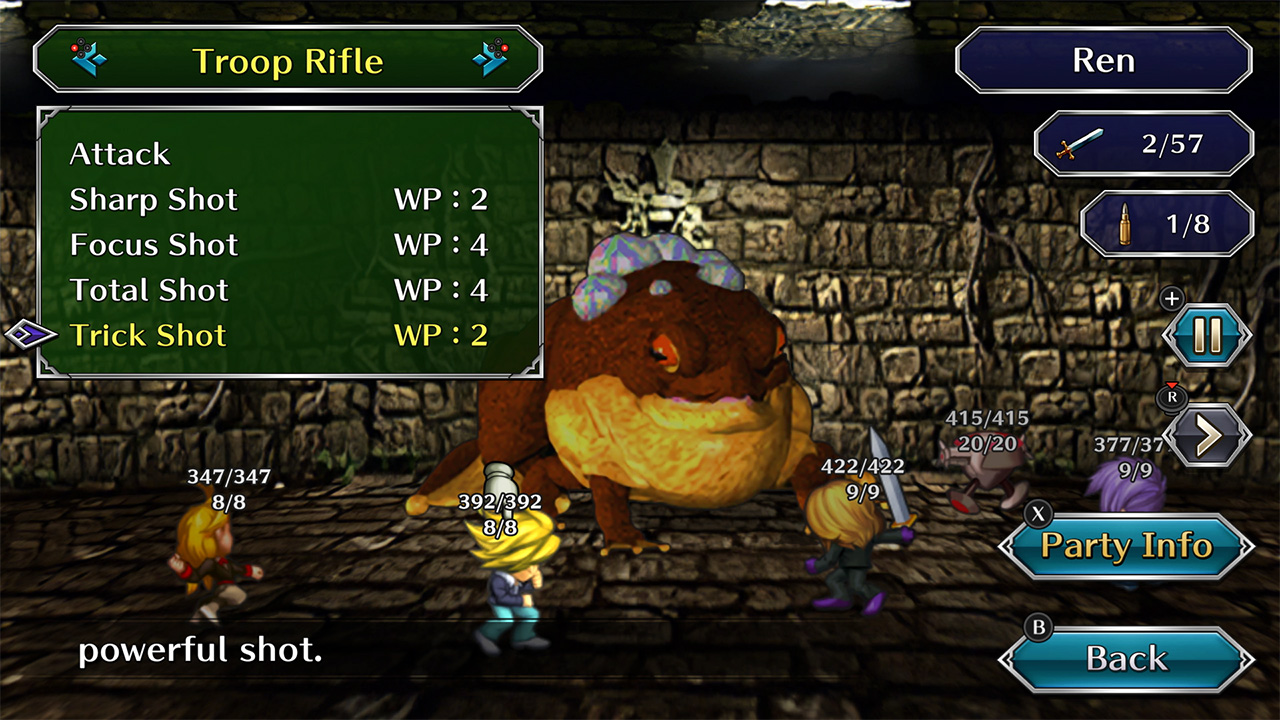 Troop Rifle
Ren
Attack
2/57
Sharp Shot WP : 2
1/8
Focus Shot WP : 4
Total Shot WP : 4
+
Trick Shot WP : 2
R
415/415
20/20
377/37
9/9
422/422
9/9
347/347
8/8
392/392
8/8
X
Party Info
B
Back
powerful shot.